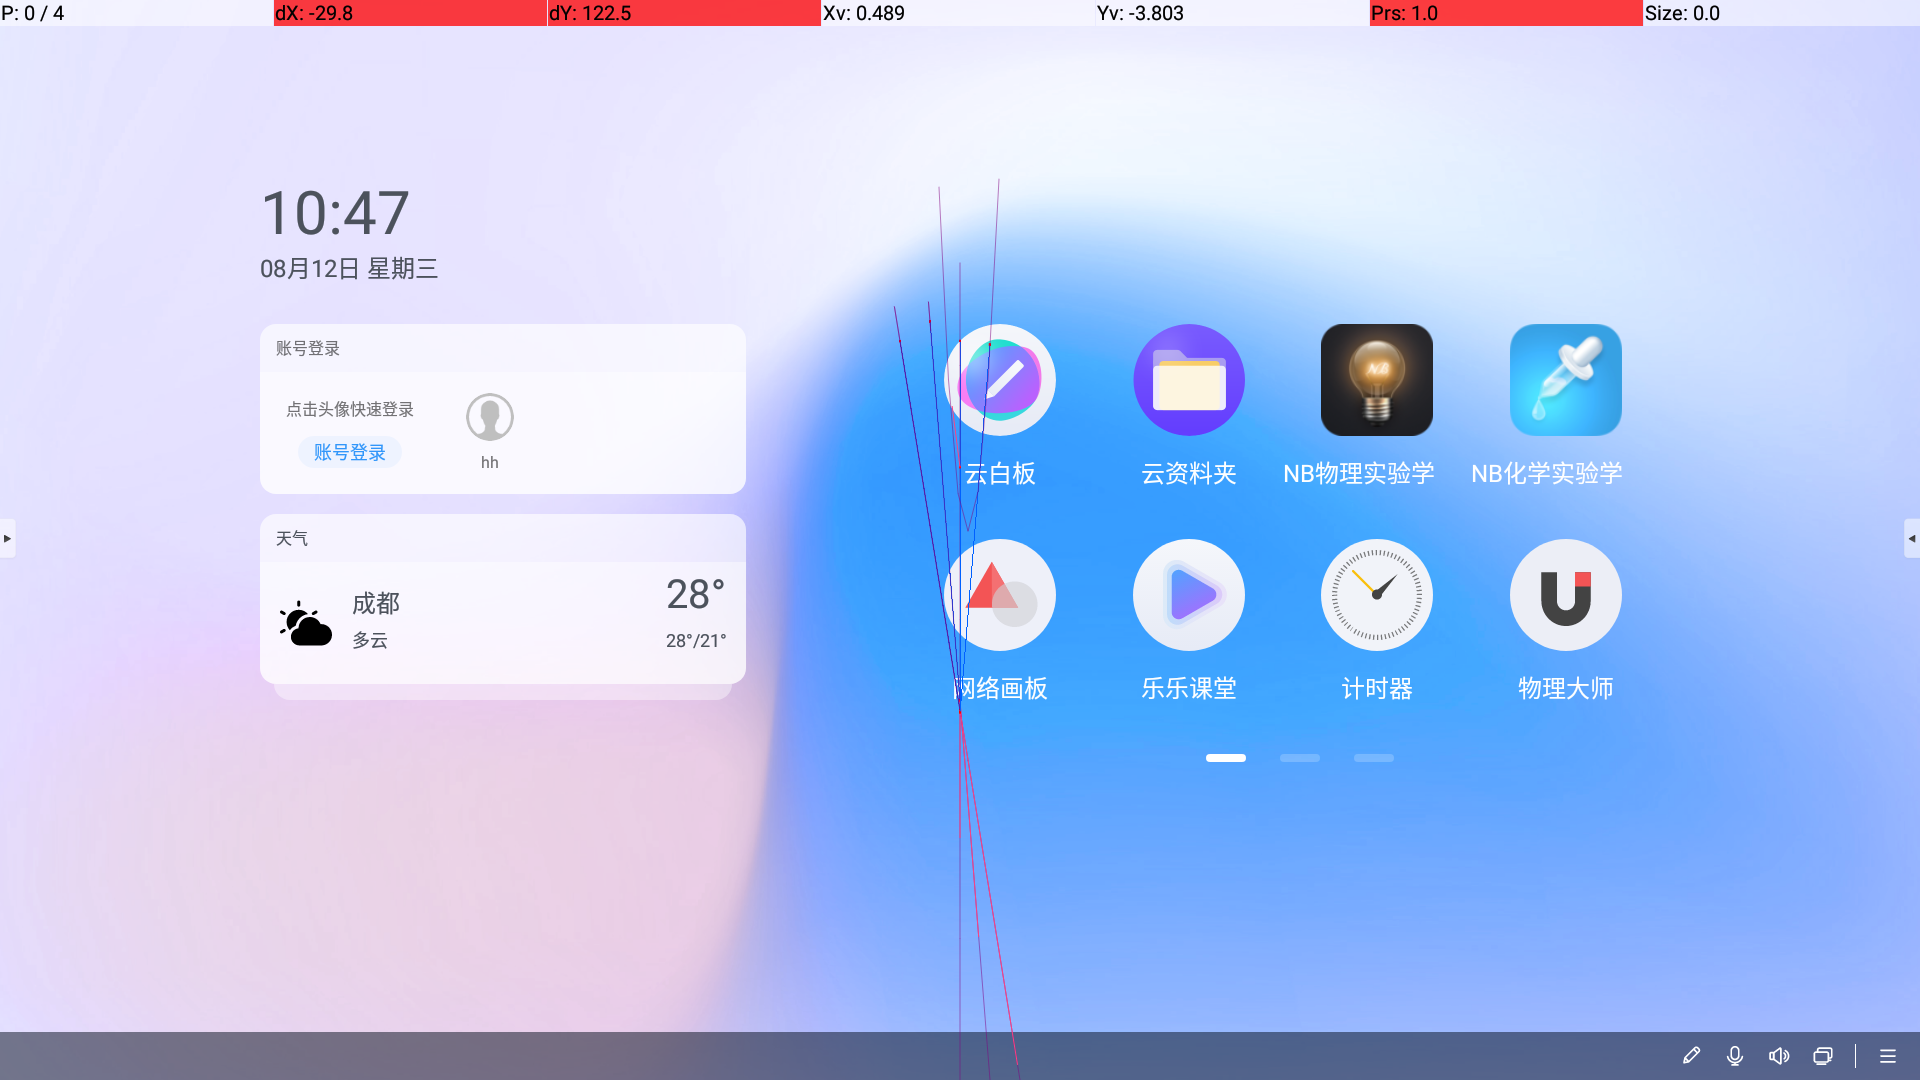 P: 0 / 4
dX: -29.8
dY: 122.5
Xv: 0.489
Yv: -3.803
Prs: 1.0
Size: 0.0
10:47
08月12日 星期三
账号登录
点击头像快速登录
账号登录
hh
天气
成都
多云
28°
28°/21°
云白板
云资料夹
NB物理实验学
NB化学实验学
网络画板
乐乐课堂
计时器
物理大师